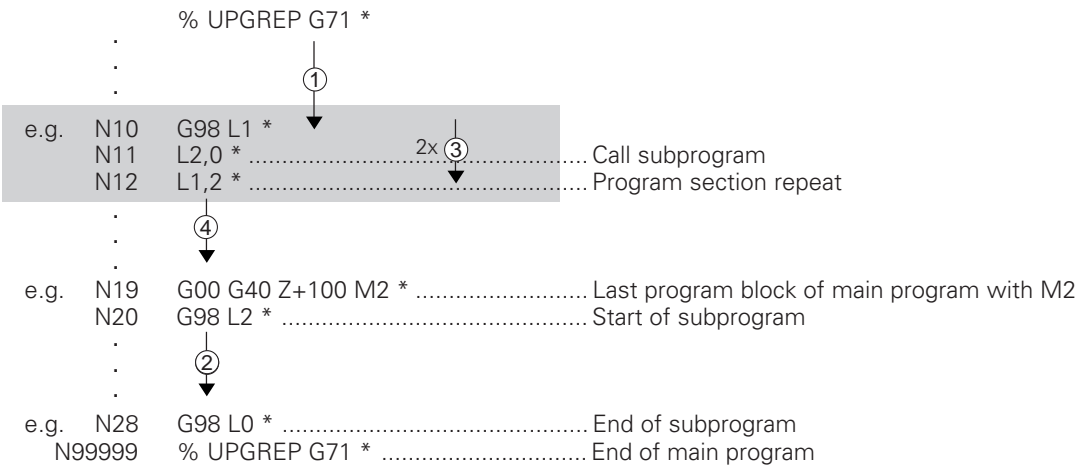 % UPGREP G71 *
.
.
①
.
e.g. N10 G98 L1 *
N11 L2,0 * .................................................. Call subprogram
2x ③
N12 L1,2 * .................................................. Program section repeat
.
④
.
.
e.g. N19 G00 G40 Z+100 M2 * .......................... Last program block of main program with M2
N20 G98 L2 * .............................................. Start of subprogram
.
②
.
.
e.g. N28 G98 L0 * .............................................. End of subprogram
N99999 % UPGREP G71 * ............................... End of main program